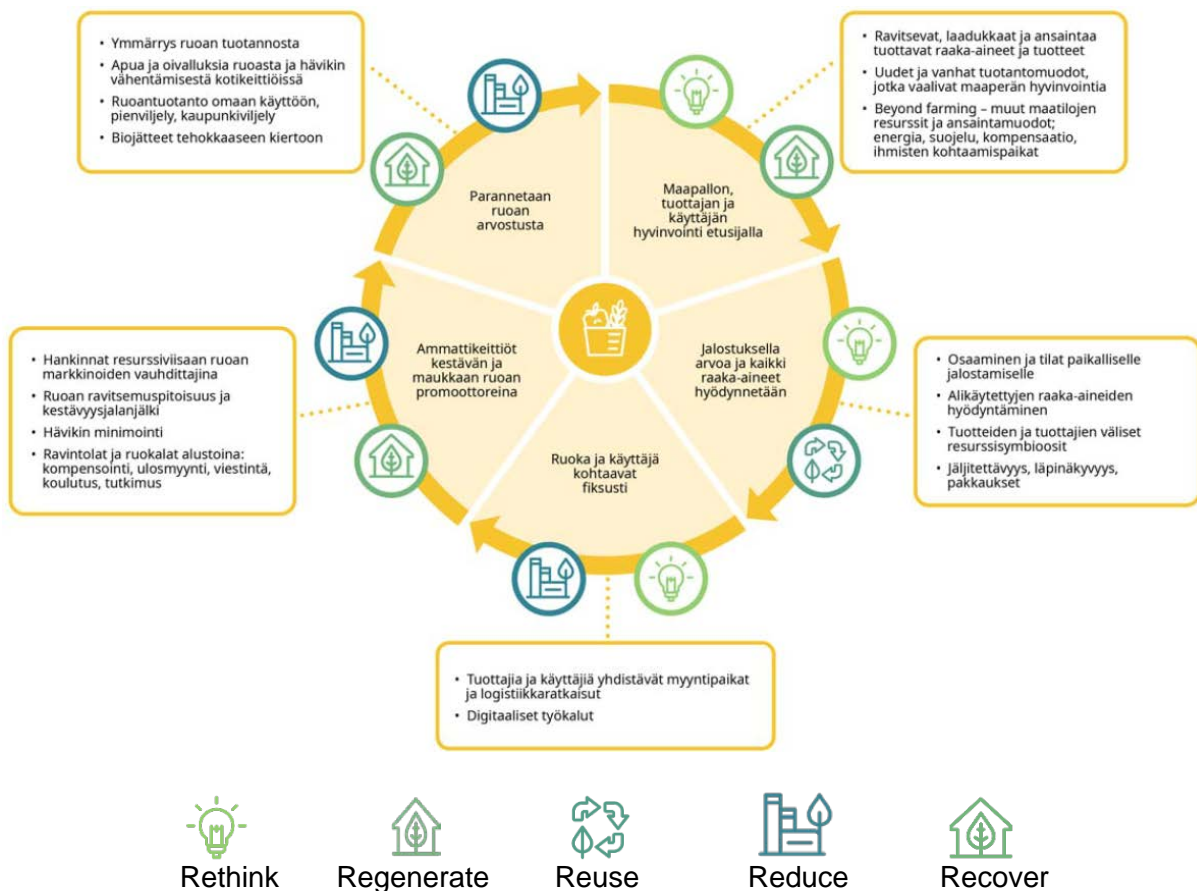 • Ymmärrys ruoan tuotannosta
• Apua ja oivalluksia ruoasta ja hävikin
vähentämisestä kotikeittiöissä
• Ruoantuotanto omaan käyttöön,
pienviljely, kaupunkiviljely
• Biojätteet tehokkaaseen kiertoon
• Ravitsevat, laadukkaat ja ansaintaa
tuottavat raaka-aineet ja tuotteet
• Uudet ja vanhat tuotantomuodot,
jotka vaalivat maaperän hyvinvointia
• Beyond farming – muut maatilojen
resurssit ja ansaintamuodot;
energia, suojelu, kompensaatio,
ihmisten kohtaamispaikat
Parannetaan
ruoan
arvostusta
Maapallon,
tuottajan ja
käyttäjän
hyvinvointi etusijalla
Ammattikeittiöt
kestävän ja
maukkaan ruoan
promoottoreina
Jalostuksella
arvoa ja kaikki
raaka-aineet
hyödynnetään
Ruoka ja käyttäjä
kohtaavat
fiksusti
• Hankinnat resurssiviisaan ruoan
markkinoiden vauhdittajina
• Ruoan ravitsemuspitoisuus ja
kestävyysjalanjälki
• Hävikin minimointi
• Ravintolat ja ruokalat alustoina:
kompensointi, ulosmyynti, viestintä,
koulutus, tutkimus
• Osaaminen ja tilat paikalliselle
jalostamiselle
• Alikäytettyjen raaka-aineiden
hyödyntäminen
• Tuotteiden ja tuottajien väliset
resurssisymbioosit
• Jäljitettävyys, läpinäkyvyys,
pakkaukset
• Tuottajia ja käyttäjiä yhdistävät myyntipaikat
ja logistiikkaratkaisut
• Digitaaliset työkalut
Rethink
Regenerate
Reuse
Reduce
Recover